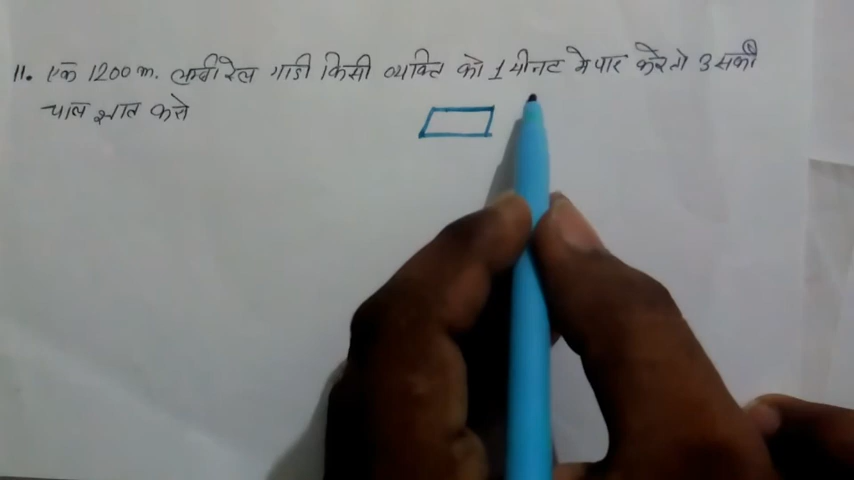 11. एक 1200 m. लम्बी रेल गाडी किसी व्यक्ति को 1 मीनट मे पार करे तो उसकी
चाल ज्ञात करो